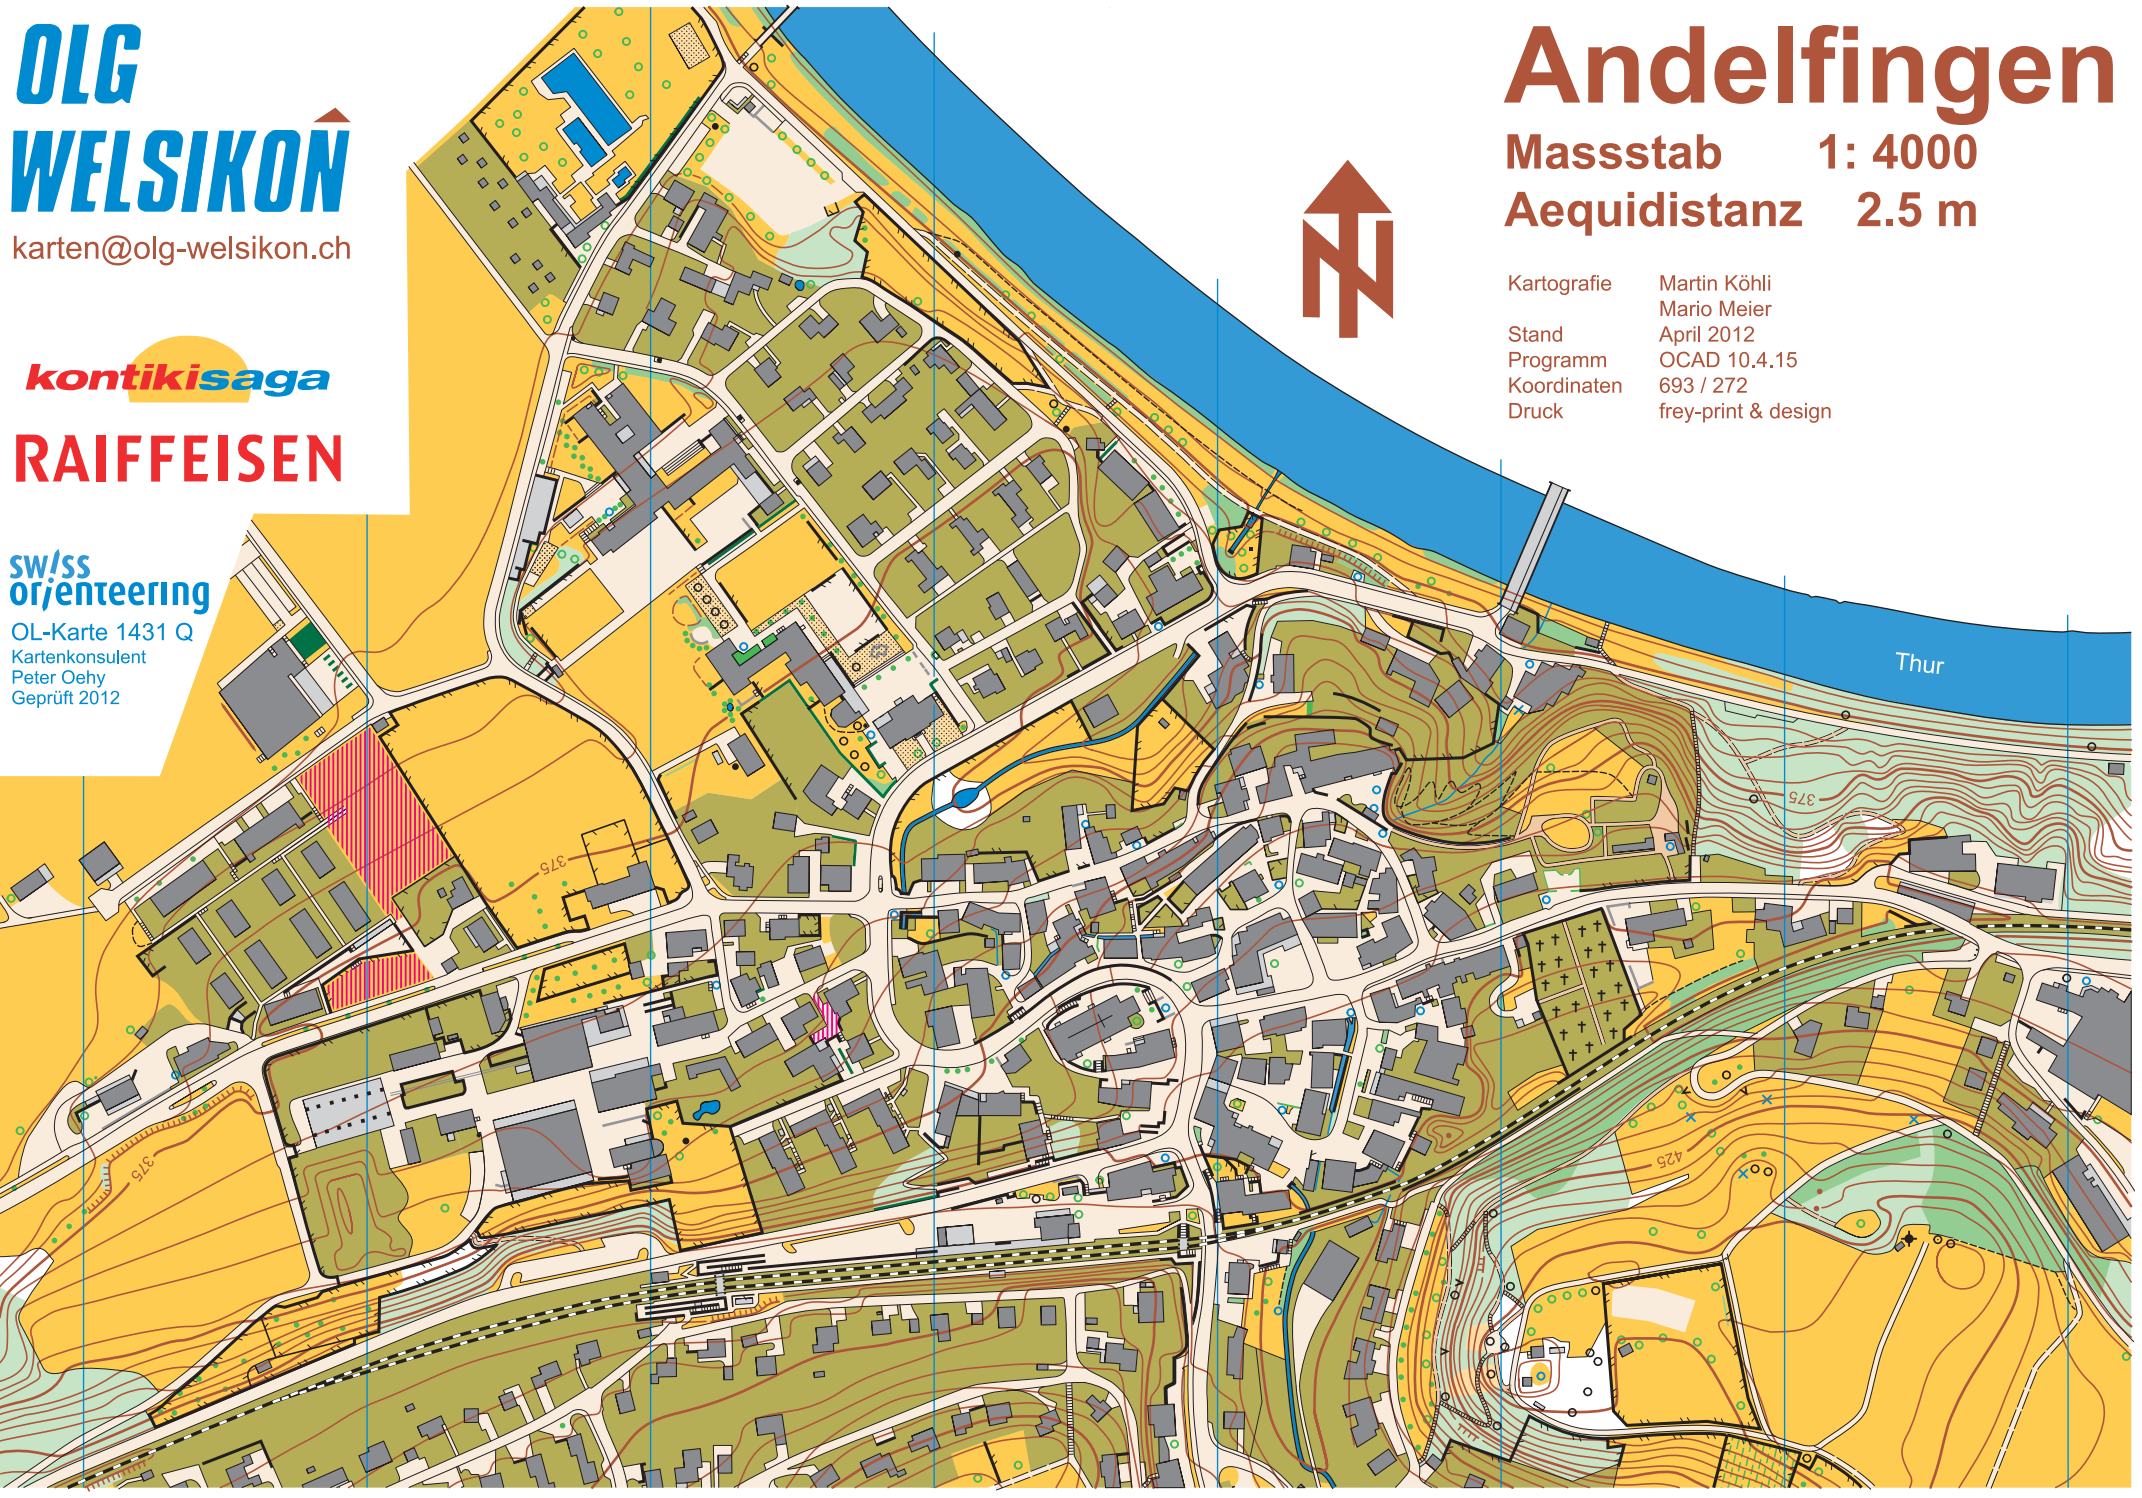 OLG
WELSIKON
karten@olg-welsikon.ch
kontikisaga
RAIFFEISEN
swiss
orienteering
OL-Karte 1431 Q
Kartenkonsulent
Peter Oehy
Geprüft 2012
Andelfingen
Massstab 1: 4000
Aequidistanz 2.5 m
Kartografie Martin Köhli
Mario Meier
Stand April 2012
Programm OCAD 10.4.15
Koordinaten 693 / 272
Druck frey-print & design
N
Thur
375
375
375
425